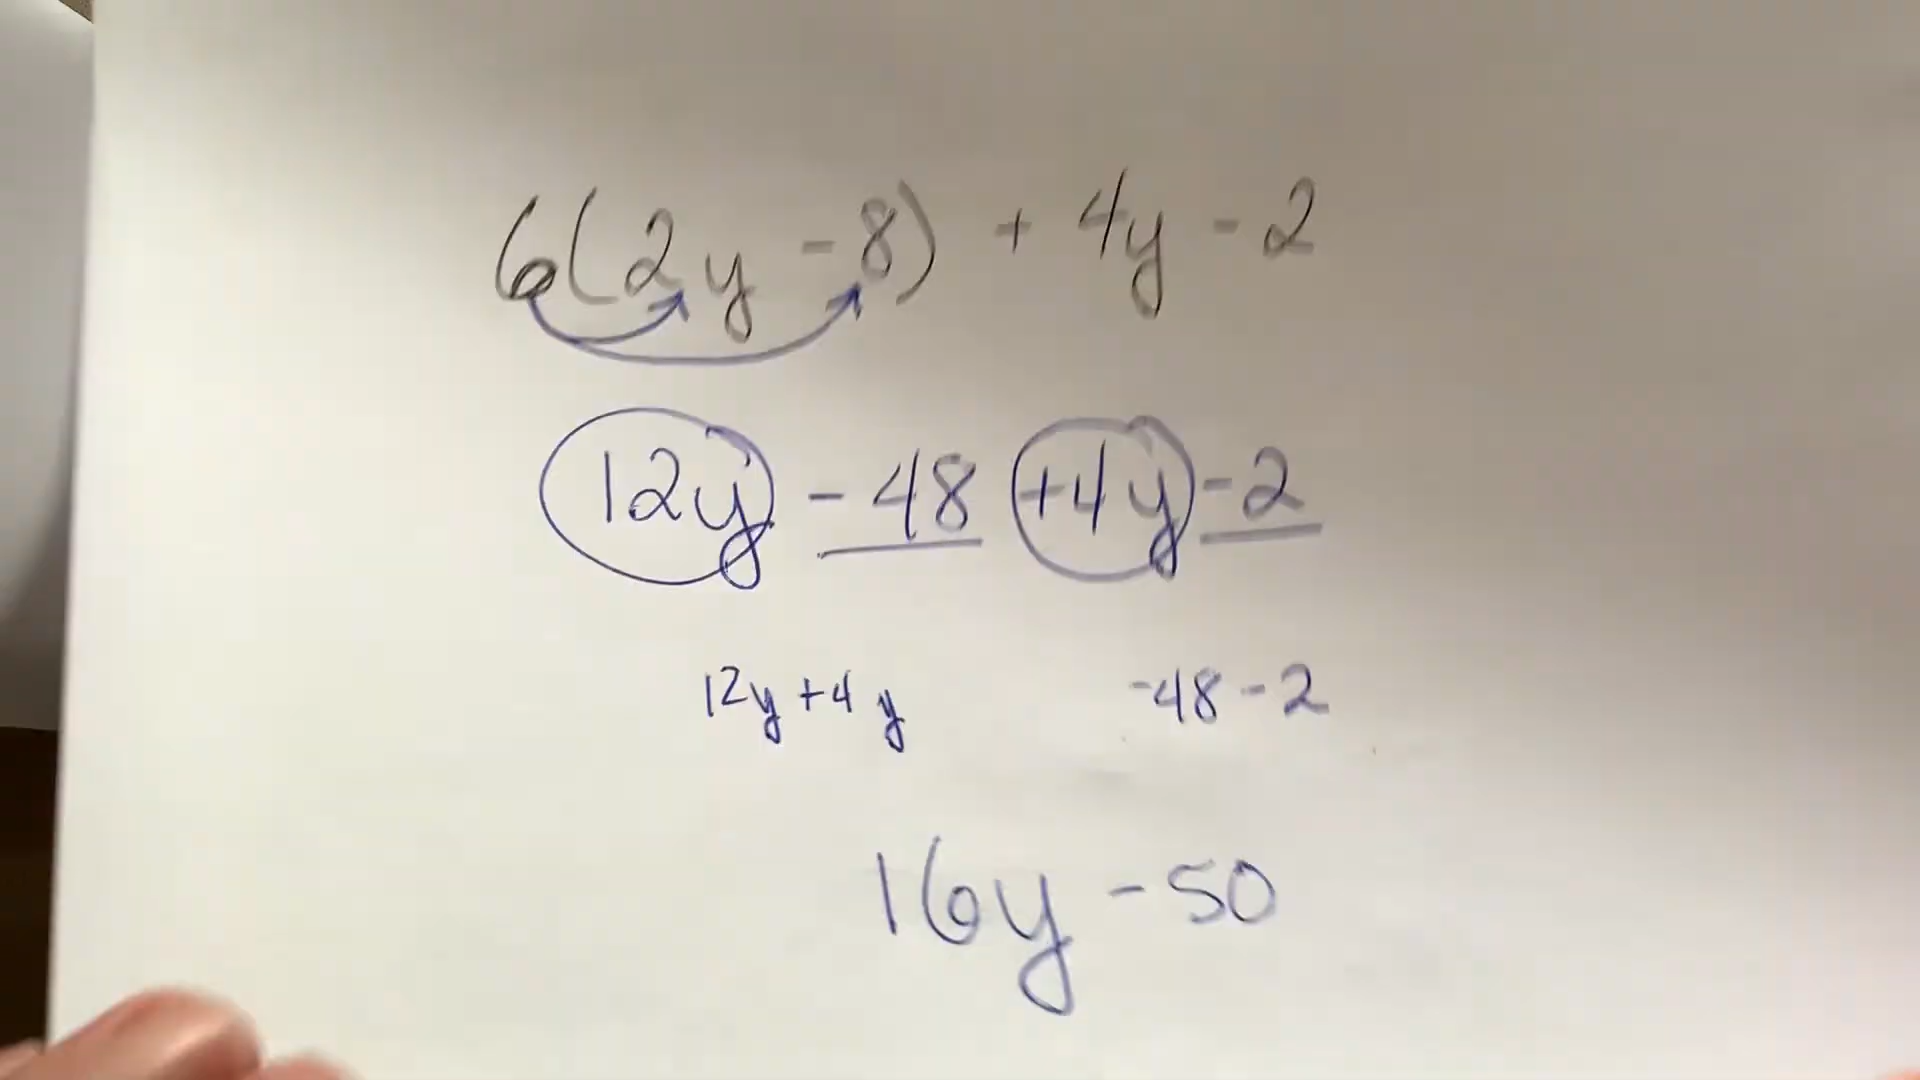 6(2y - 8) + 4y - 2
12y - 48 + 4y - 2
12y + 4y -48 - 2
16y - 50